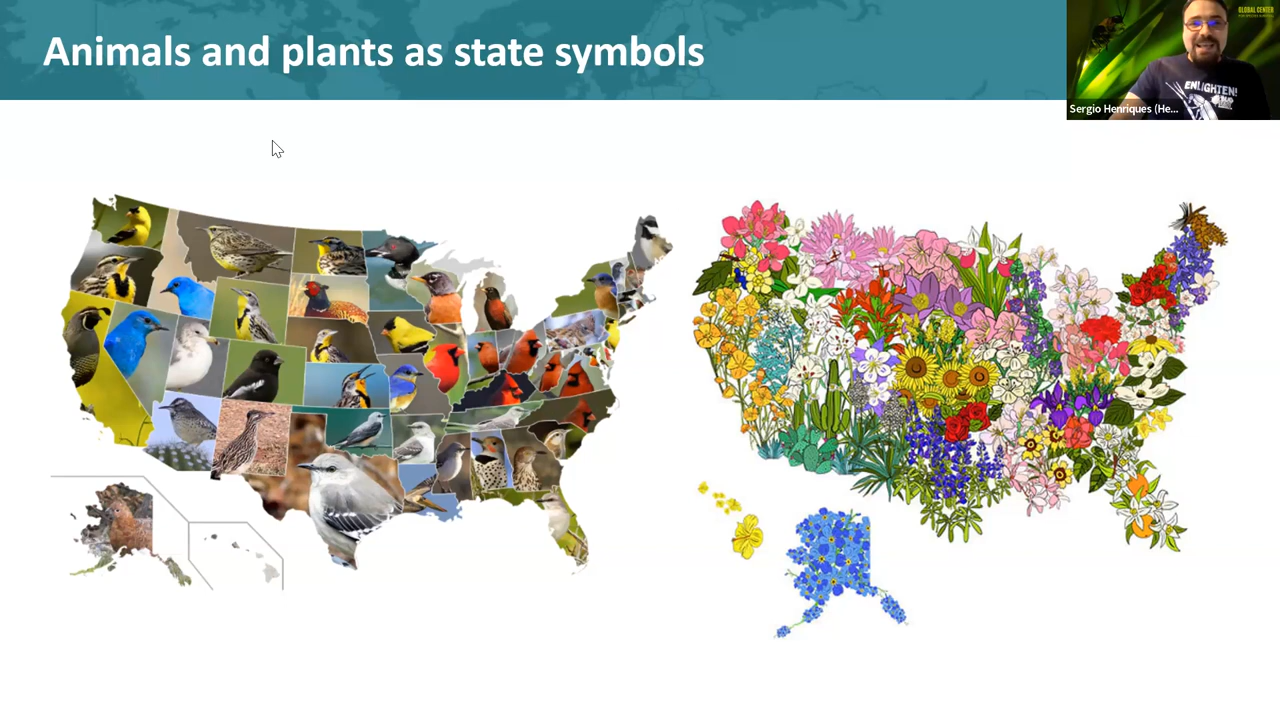 Animals and plants as state symbols
GLOBAL CENTER
ENLIGHTEN!
Sergio Henriques (He...